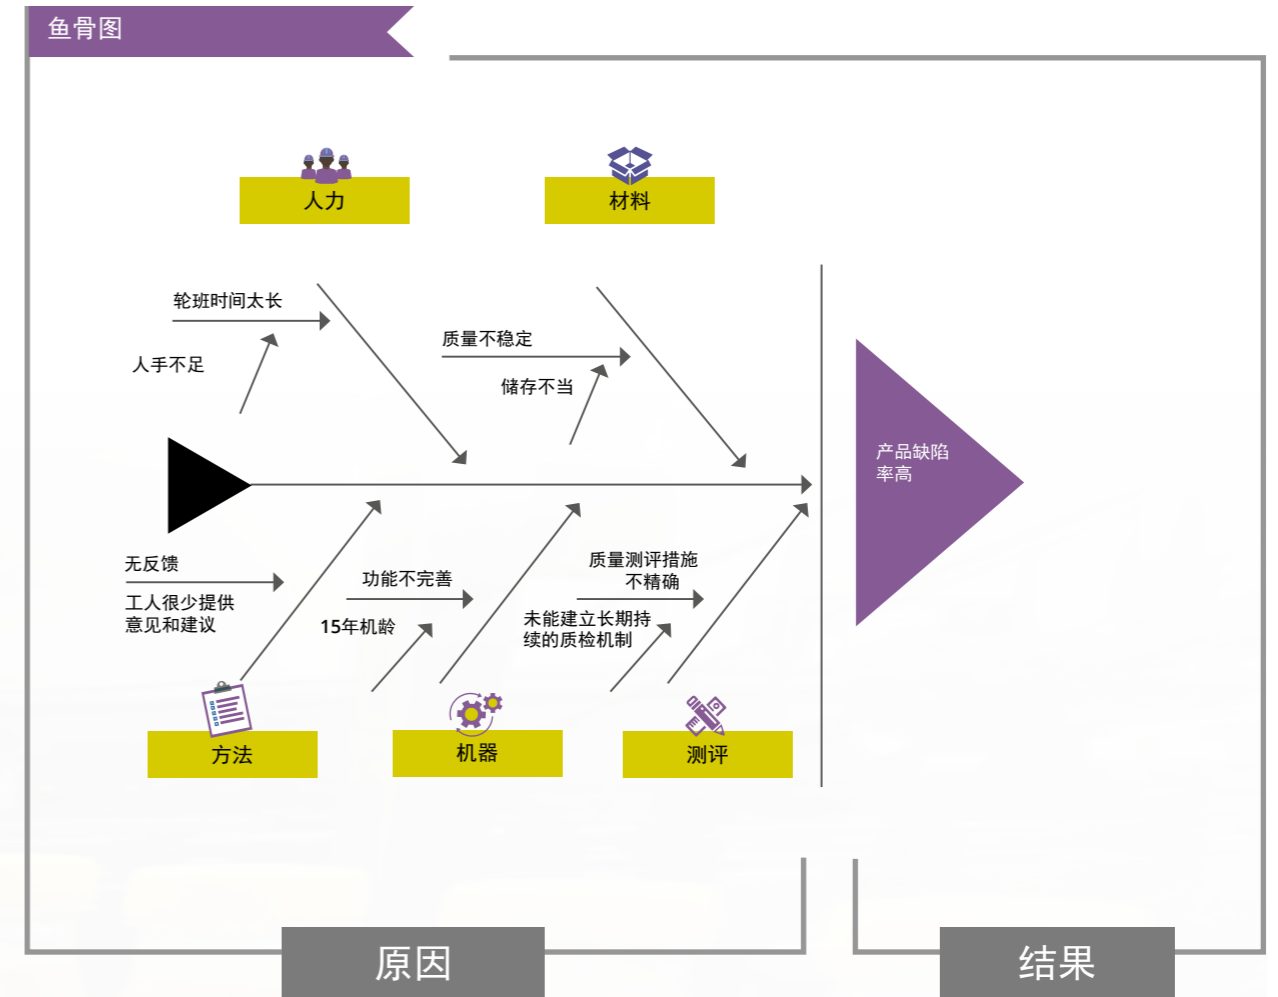 鱼骨图
人力
材料
轮班时间太长
人手不足
质量不稳定
储存不当
产品缺陷
率高
无反馈
工人很少提供
意见和建议
功能不完善
15年机龄
质量测评措施
不精确
未能建立长期持
续的质检机制
方法
机器
测评
原因
结果